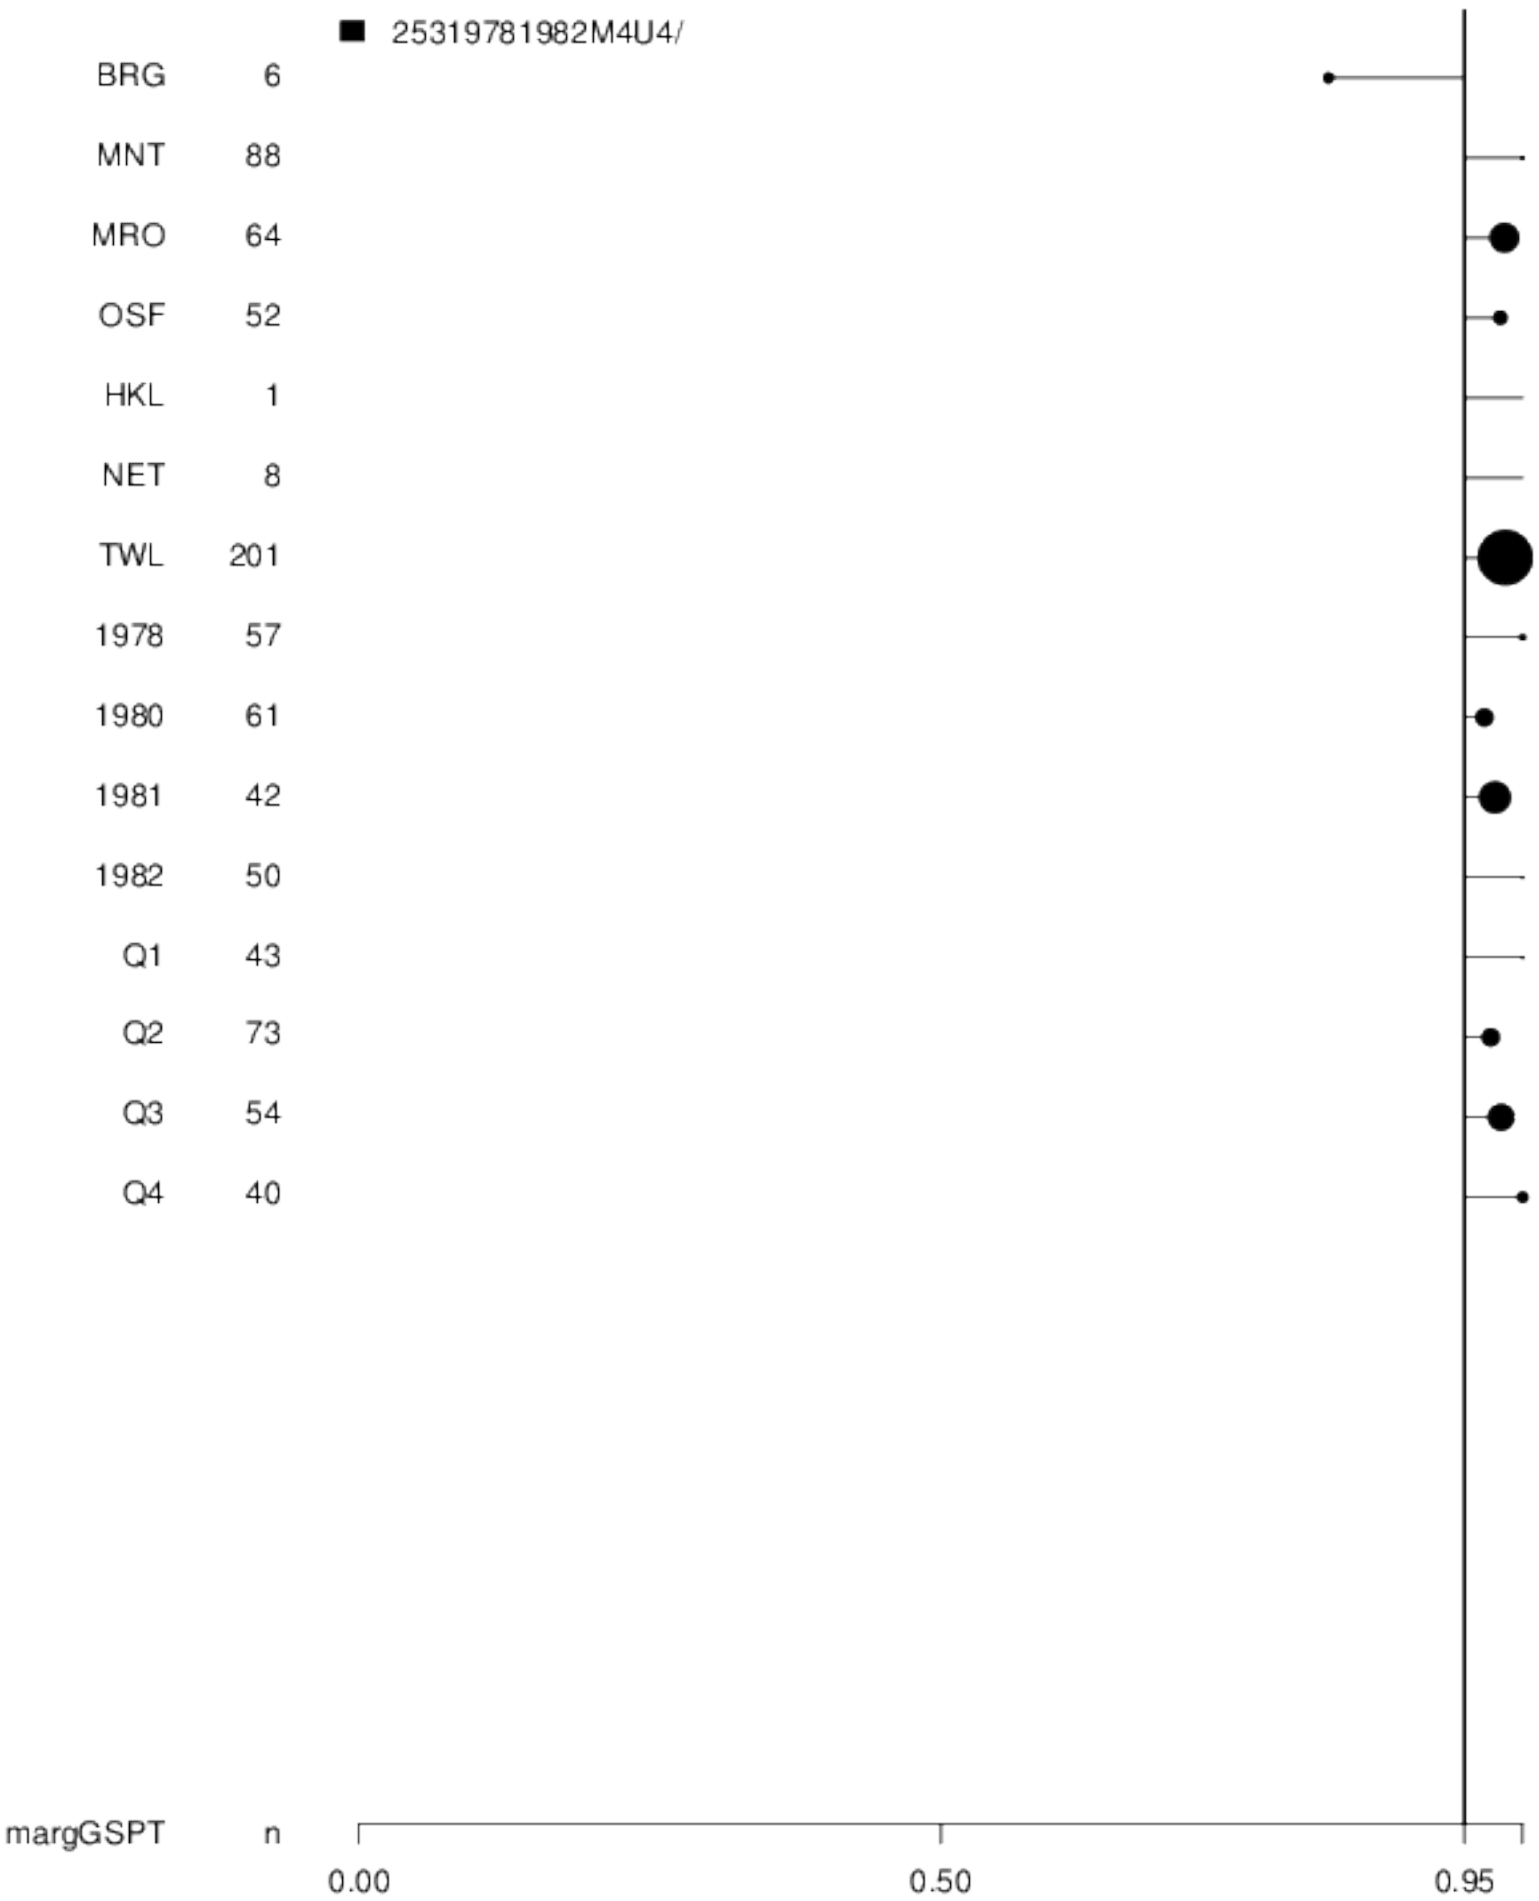 25319781982M4U4/
BRG 6
MNT 88
MRO 64
OSF 52
HKL 1
NET 8
TWL 201
1978 57
1980 61
1981 42
1982 50
Q1 43
Q2 73
Q3 54
Q4 40
margGSPT n
0.00 0.50 0.95